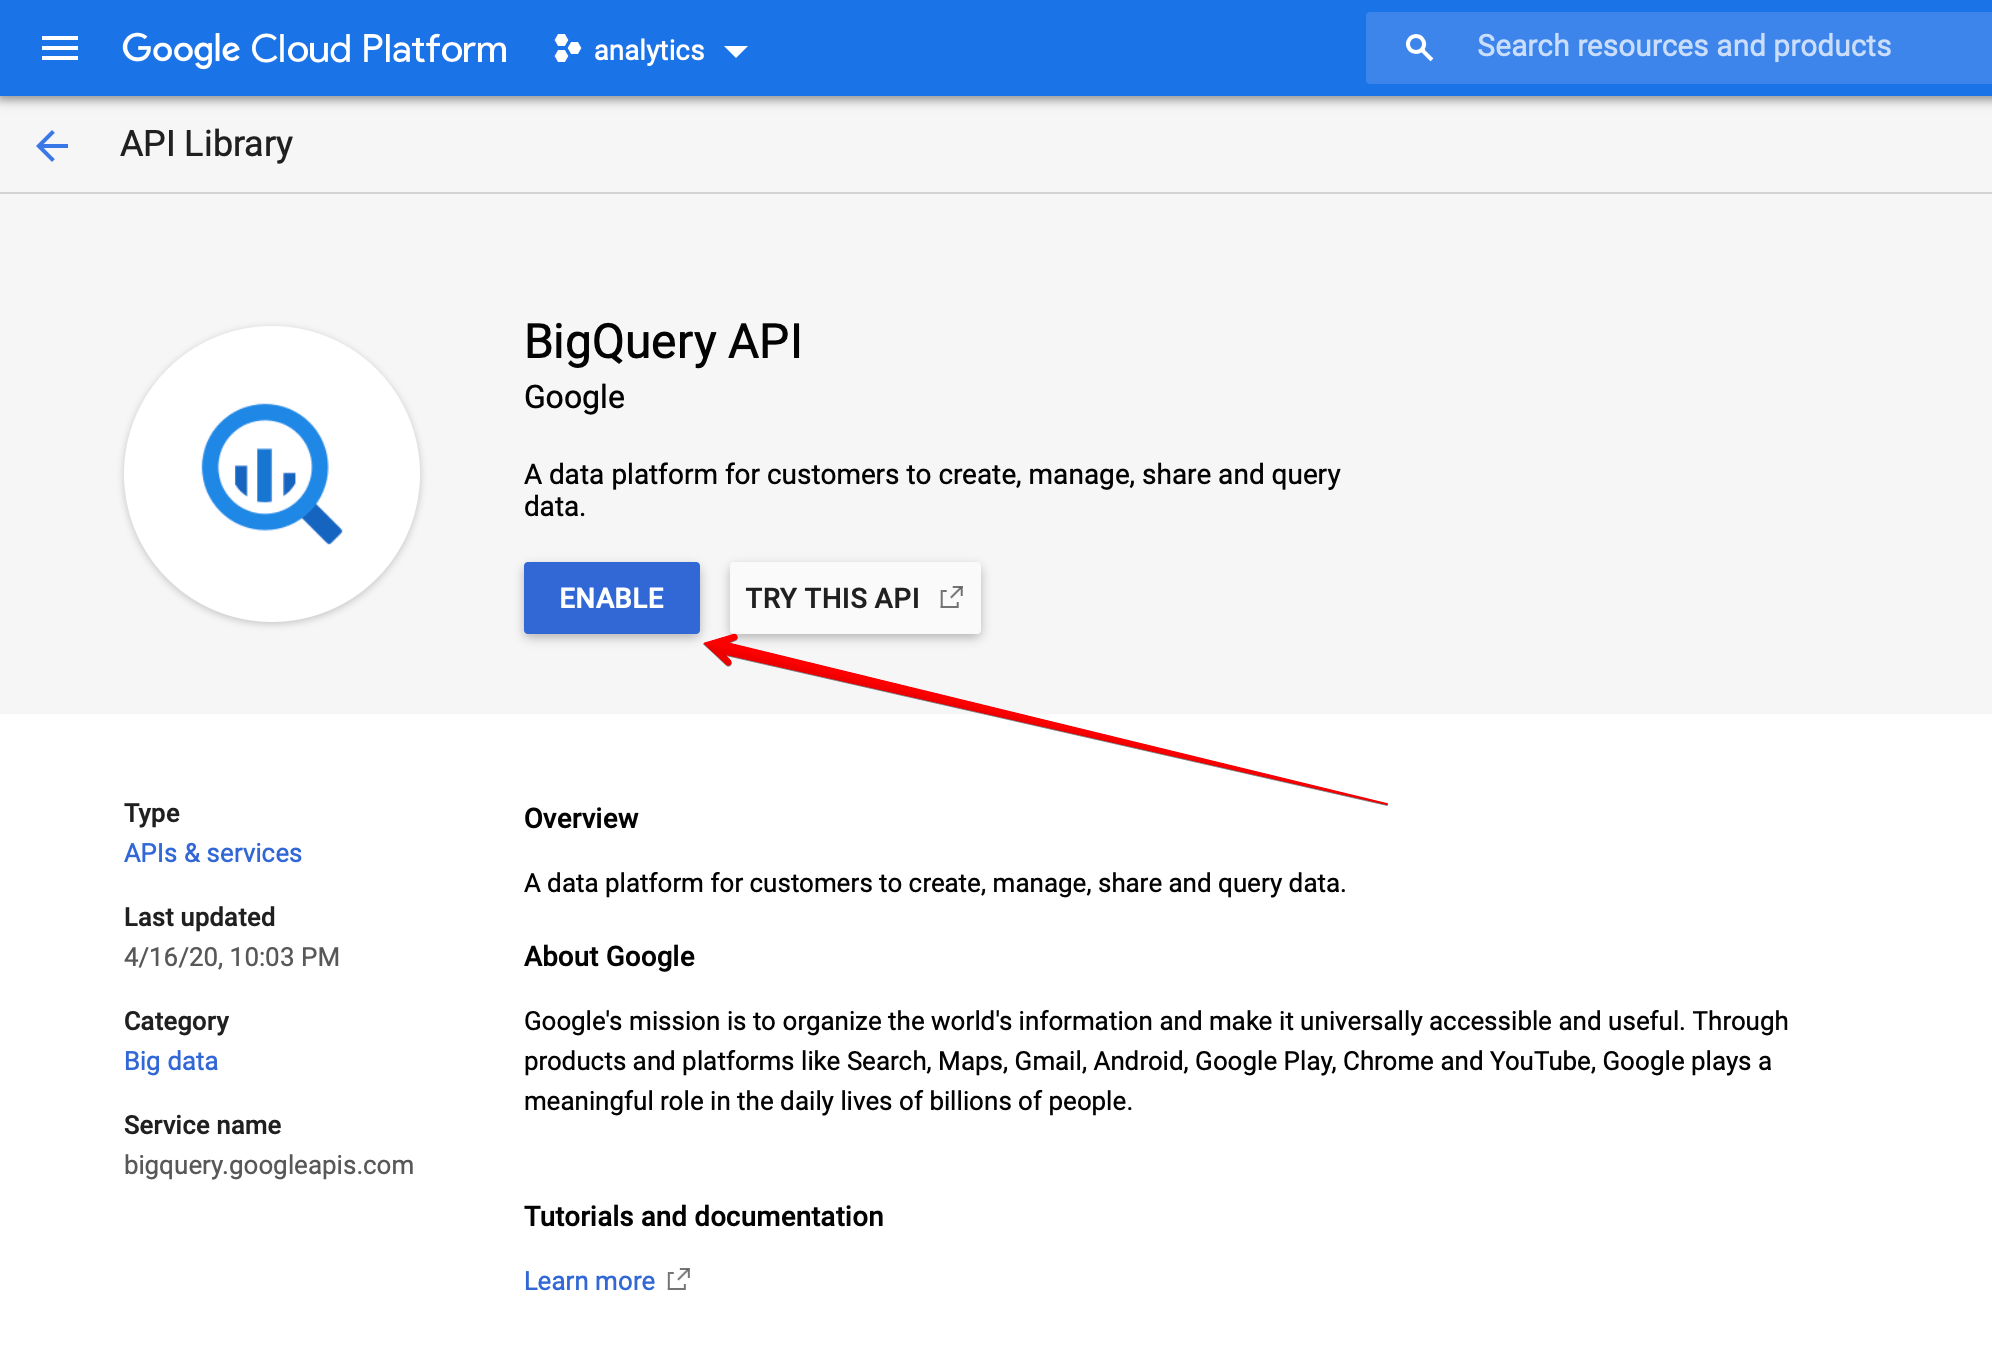 Google Cloud Platform
analytics
Search resources and products
API Library
BigQuery API
Google
A data platform for customers to create, manage, share and query
data.
ENABLE
TRY THIS API
Type
APIs & services
Last updated
4/16/20, 10:03 PM
Category
Big data
Service name
bigquery.googleapis.com
Overview
A data platform for customers to create, manage, share and query data.
About Google
Google's mission is to organize the world's information and make it universally accessible and useful. Through
products and platforms like Search, Maps, Gmail, Android, Google Play, Chrome and YouTube, Google plays a
meaningful role in the daily lives of billions of people.
Tutorials and documentation
Learn more